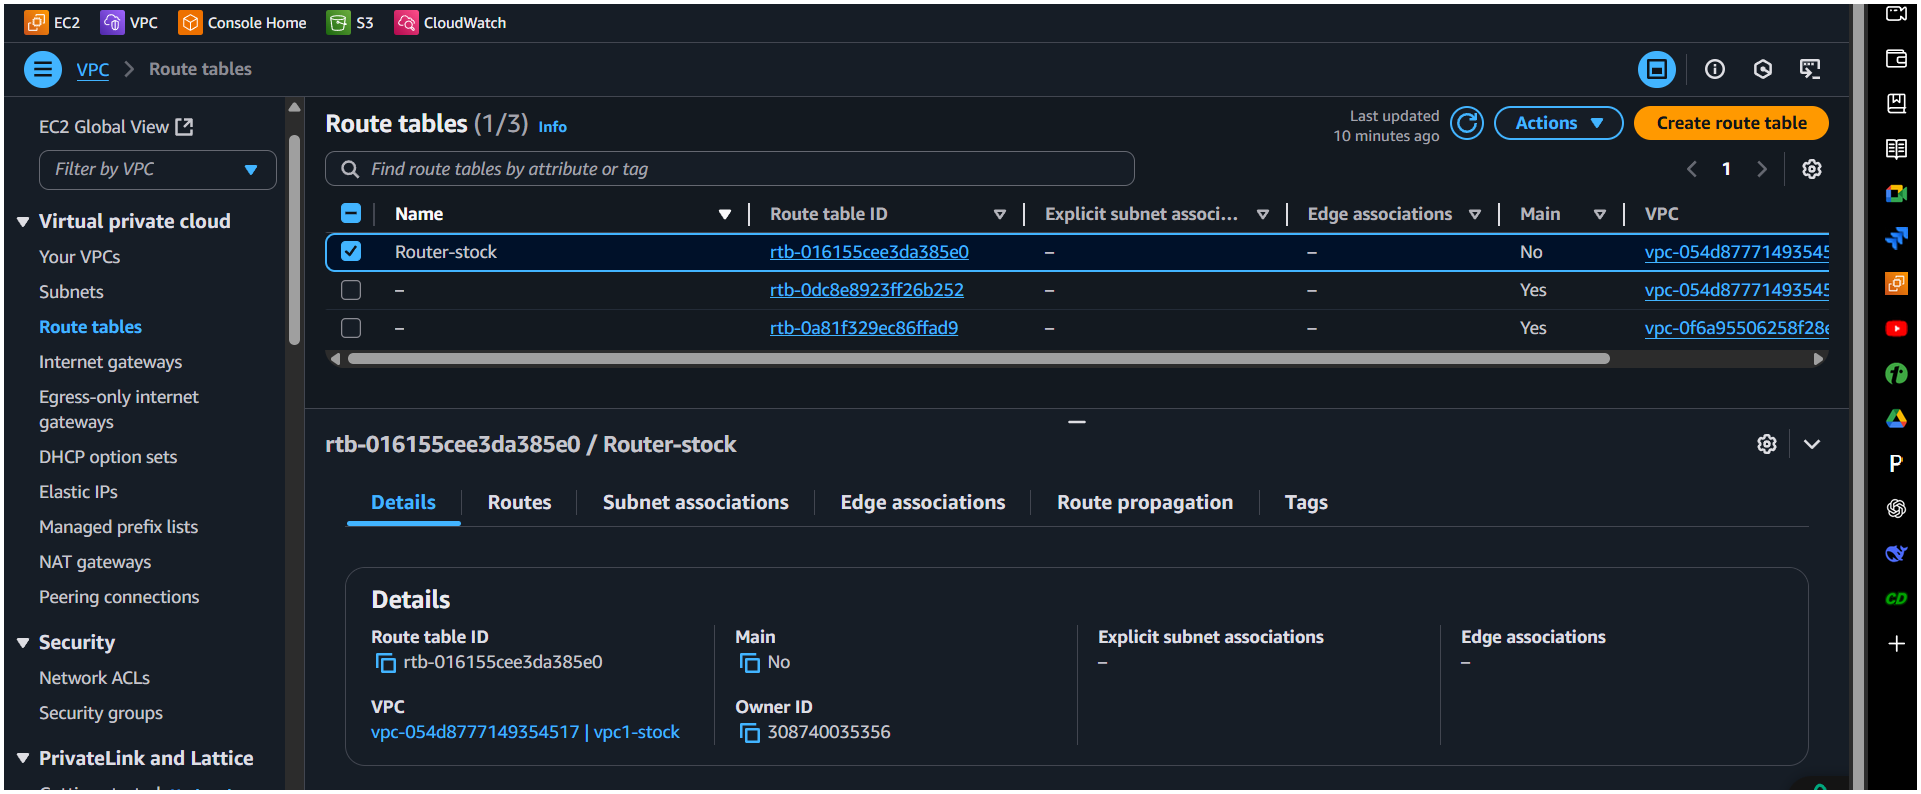 EC2 VPC Console Home S3 CloudWatch
VPC > Route tables
EC2 Global View
Filter by VPC
Virtual private cloud
Your VPCs
Subnets
Route tables
Internet gateways
Egress-only internet
gateways
DHCP option sets
Elastic IPs
Managed prefix lists
NAT gateways
Peering connections
Security
Network ACLs
Security groups
PrivateLink and Lattice
Route tables (1/3) Info
Last updated
10 minutes ago
Actions
Create route table
Find route tables by attribute or tag
1
Name Route table ID Explicit subnet associ... Edge associations Main VPC
Router-stock rtb-016155cee3da385e0 – – No vpc-054d87771493545
– rtb-0dc8e8923ff26b252 – – Yes vpc-054d87771493545
– rtb-0a81f329ec86ffad9 – – Yes vpc-0f6a95506258f28e
rtb-016155cee3da385e0 / Router-stock
Details Routes Subnet associations Edge associations Route propagation Tags
Details
Route table ID
rtb-016155cee3da385e0
Main
No
Explicit subnet associations
–
Edge associations
–
VPC
vpc-054d8777149354517 | vpc1-stock
Owner ID
308740035356
P
CD